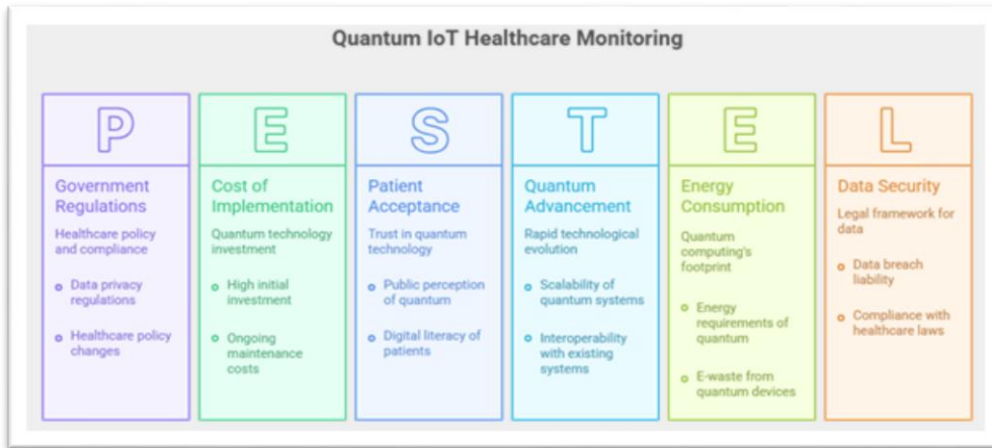 Quantum IoT Healthcare Monitoring
P
Government
Regulations
Healthcare policy
and compliance
Data privacy
regulations
Healthcare policy
changes
E
Cost of
Implementation
Quantum technology
investment
High initial
investment
Ongoing
maintenance
costs
S
Patient
Acceptance
Trust in quantum
technology
Public perception
of quantum
Digital literacy of
patients
T
Quantum
Advancement
Rapid technological
evolution
Scalability of
quantum systems
Interoperability
with existing
systems
E
Energy
Consumption
Quantum
computing's
footprint
Energy
requirements of
quantum
E-waste from
quantum devices
L
Data Security
Legal framework for
data
Data breach
liability
Compliance with
healthcare laws